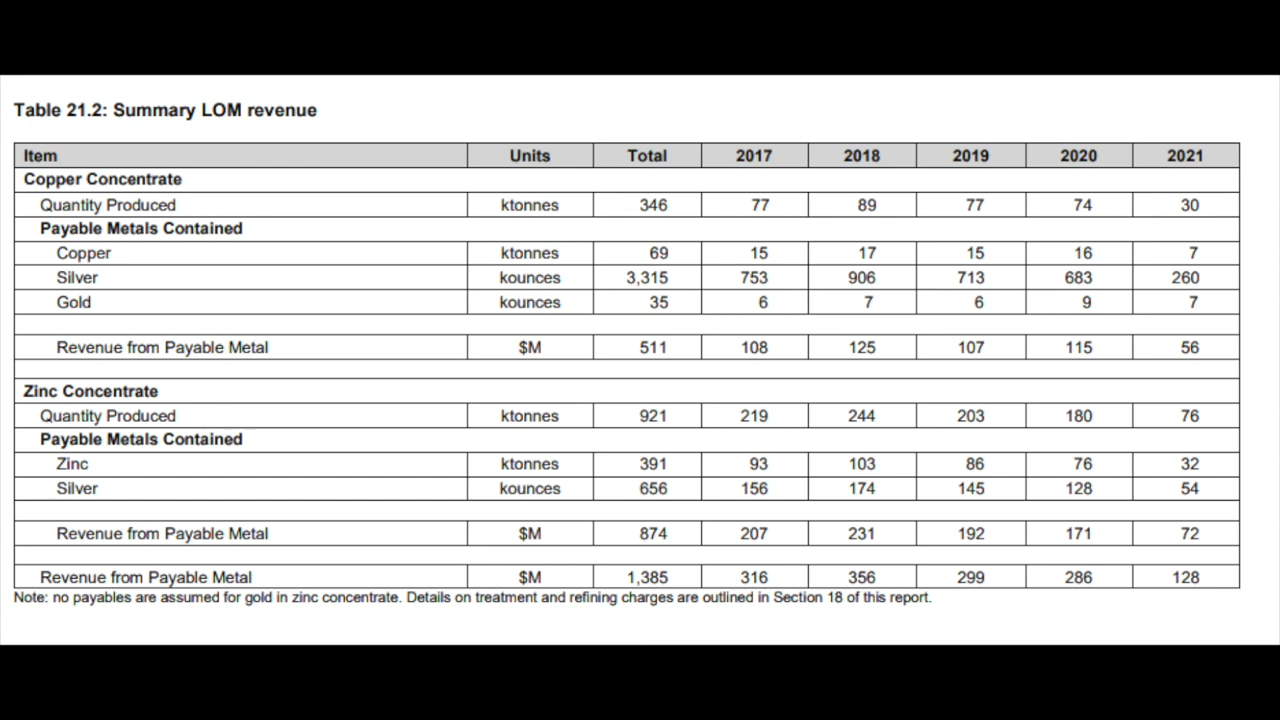 Table 21.2: Summary LOM revenue
Item Units Total 2017 2018 2019 2020 2021
Copper Concentrate
Quantity Produced ktonnes 346 77 89 77 74 30
Payable Metals Contained
Copper ktonnes 69 15 17 15 16 7
Silver kounces 3,315 753 906 713 683 260
Gold kounces 35 6 7 6 9 7
Revenue from Payable Metal $M 511 108 125 107 115 56
Zinc Concentrate
Quantity Produced ktonnes 921 219 244 203 180 76
Payable Metals Contained
Zinc ktonnes 391 93 103 86 76 32
Silver kounces 656 156 174 145 128 54
Revenue from Payable Metal $M 874 207 231 192 171 72
Revenue from Payable Metal $M 1,385 316 356 299 286 128
Note: no payables are assumed for gold in zinc concentrate. Details on treatment and refining charges are outlined in Section 18 of this report.